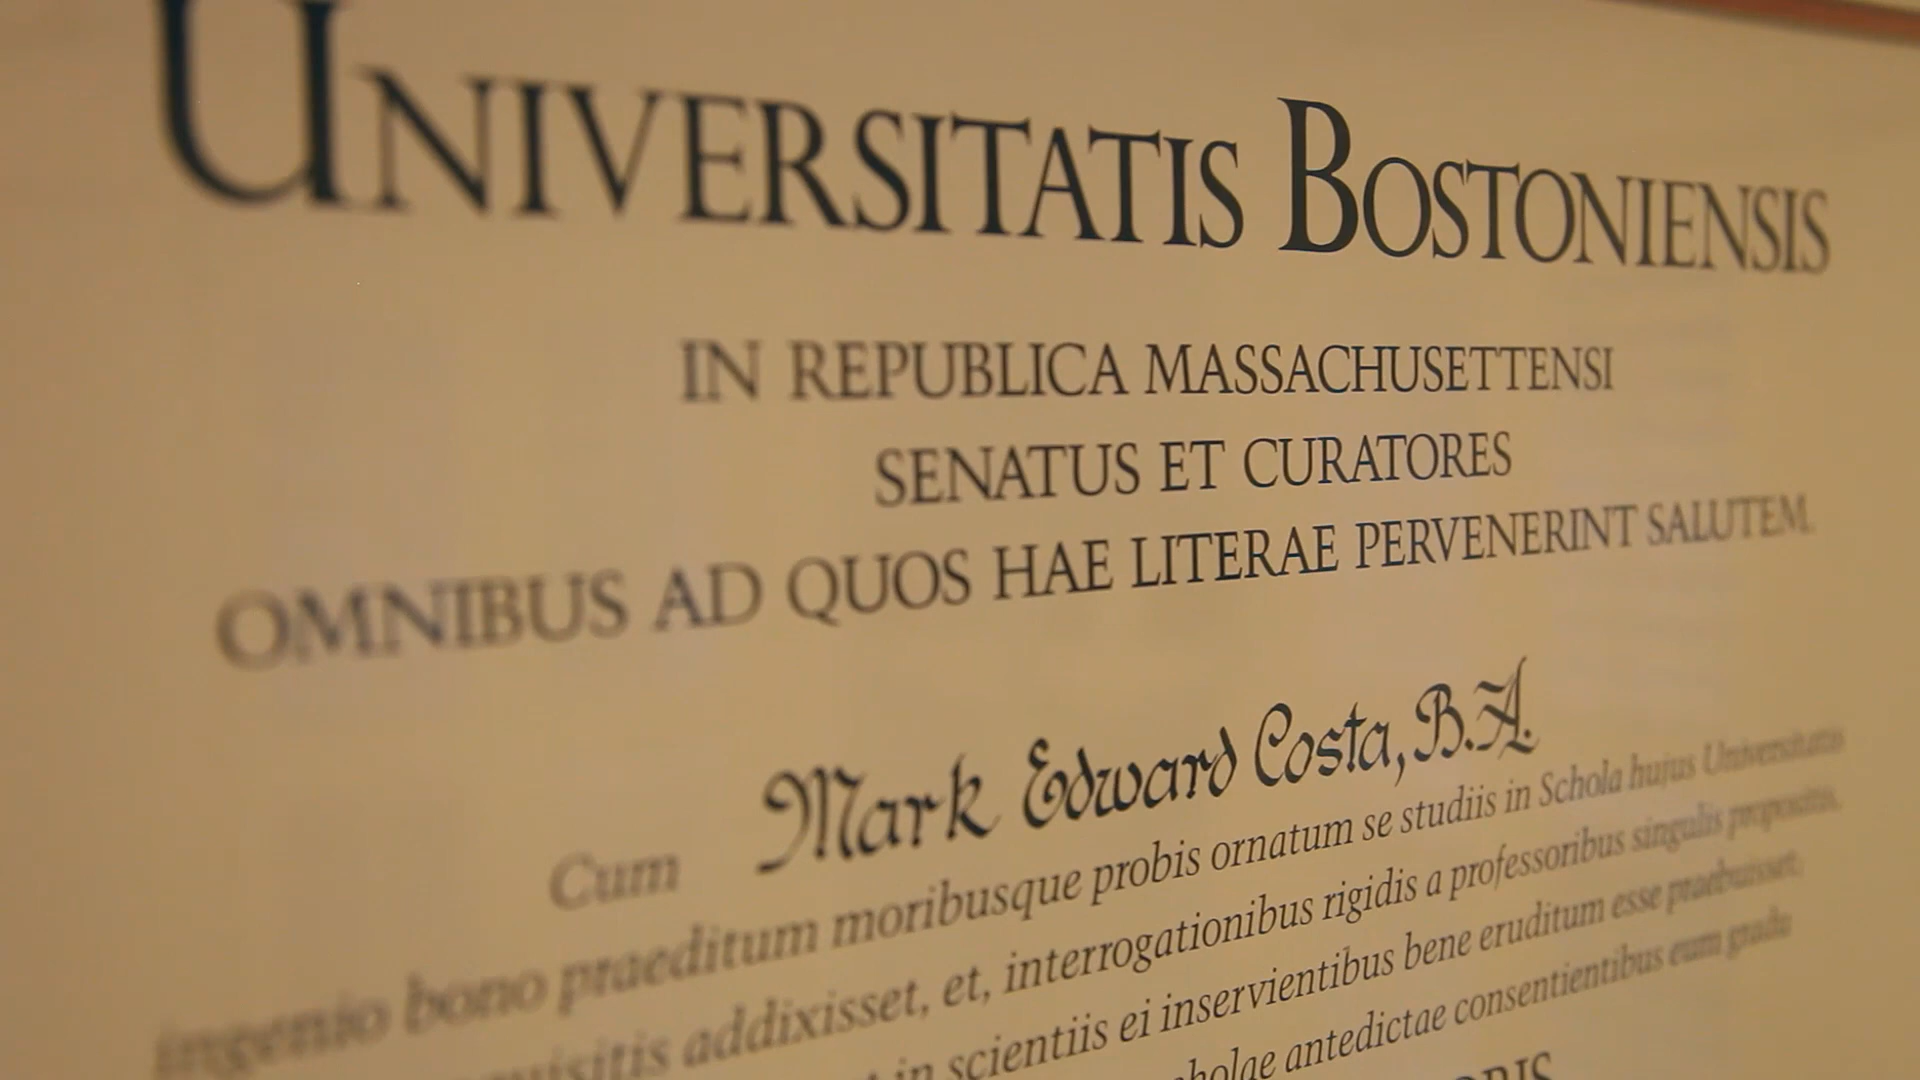 UNIVERSITATIS BOSTONIENSIS
IN REPUBLICA MASSACHUSETTENSI
SENATUS ET CURATORES
OMNIBUS AD QUOS HAE LITERAE PERVENERINT SALUTEM.
Cum Mark Edward Costa, B.A.
ingenio bono praeditum moribusque probis ornatum se studiis in Schola hujus Universitatis
addixisset, et, interrogationibus rigidis a professoribus singulis propositis,
in scientiis ei inservientibus bene eruditum esse praebuisset;
antedictae consentientibus eum gradu